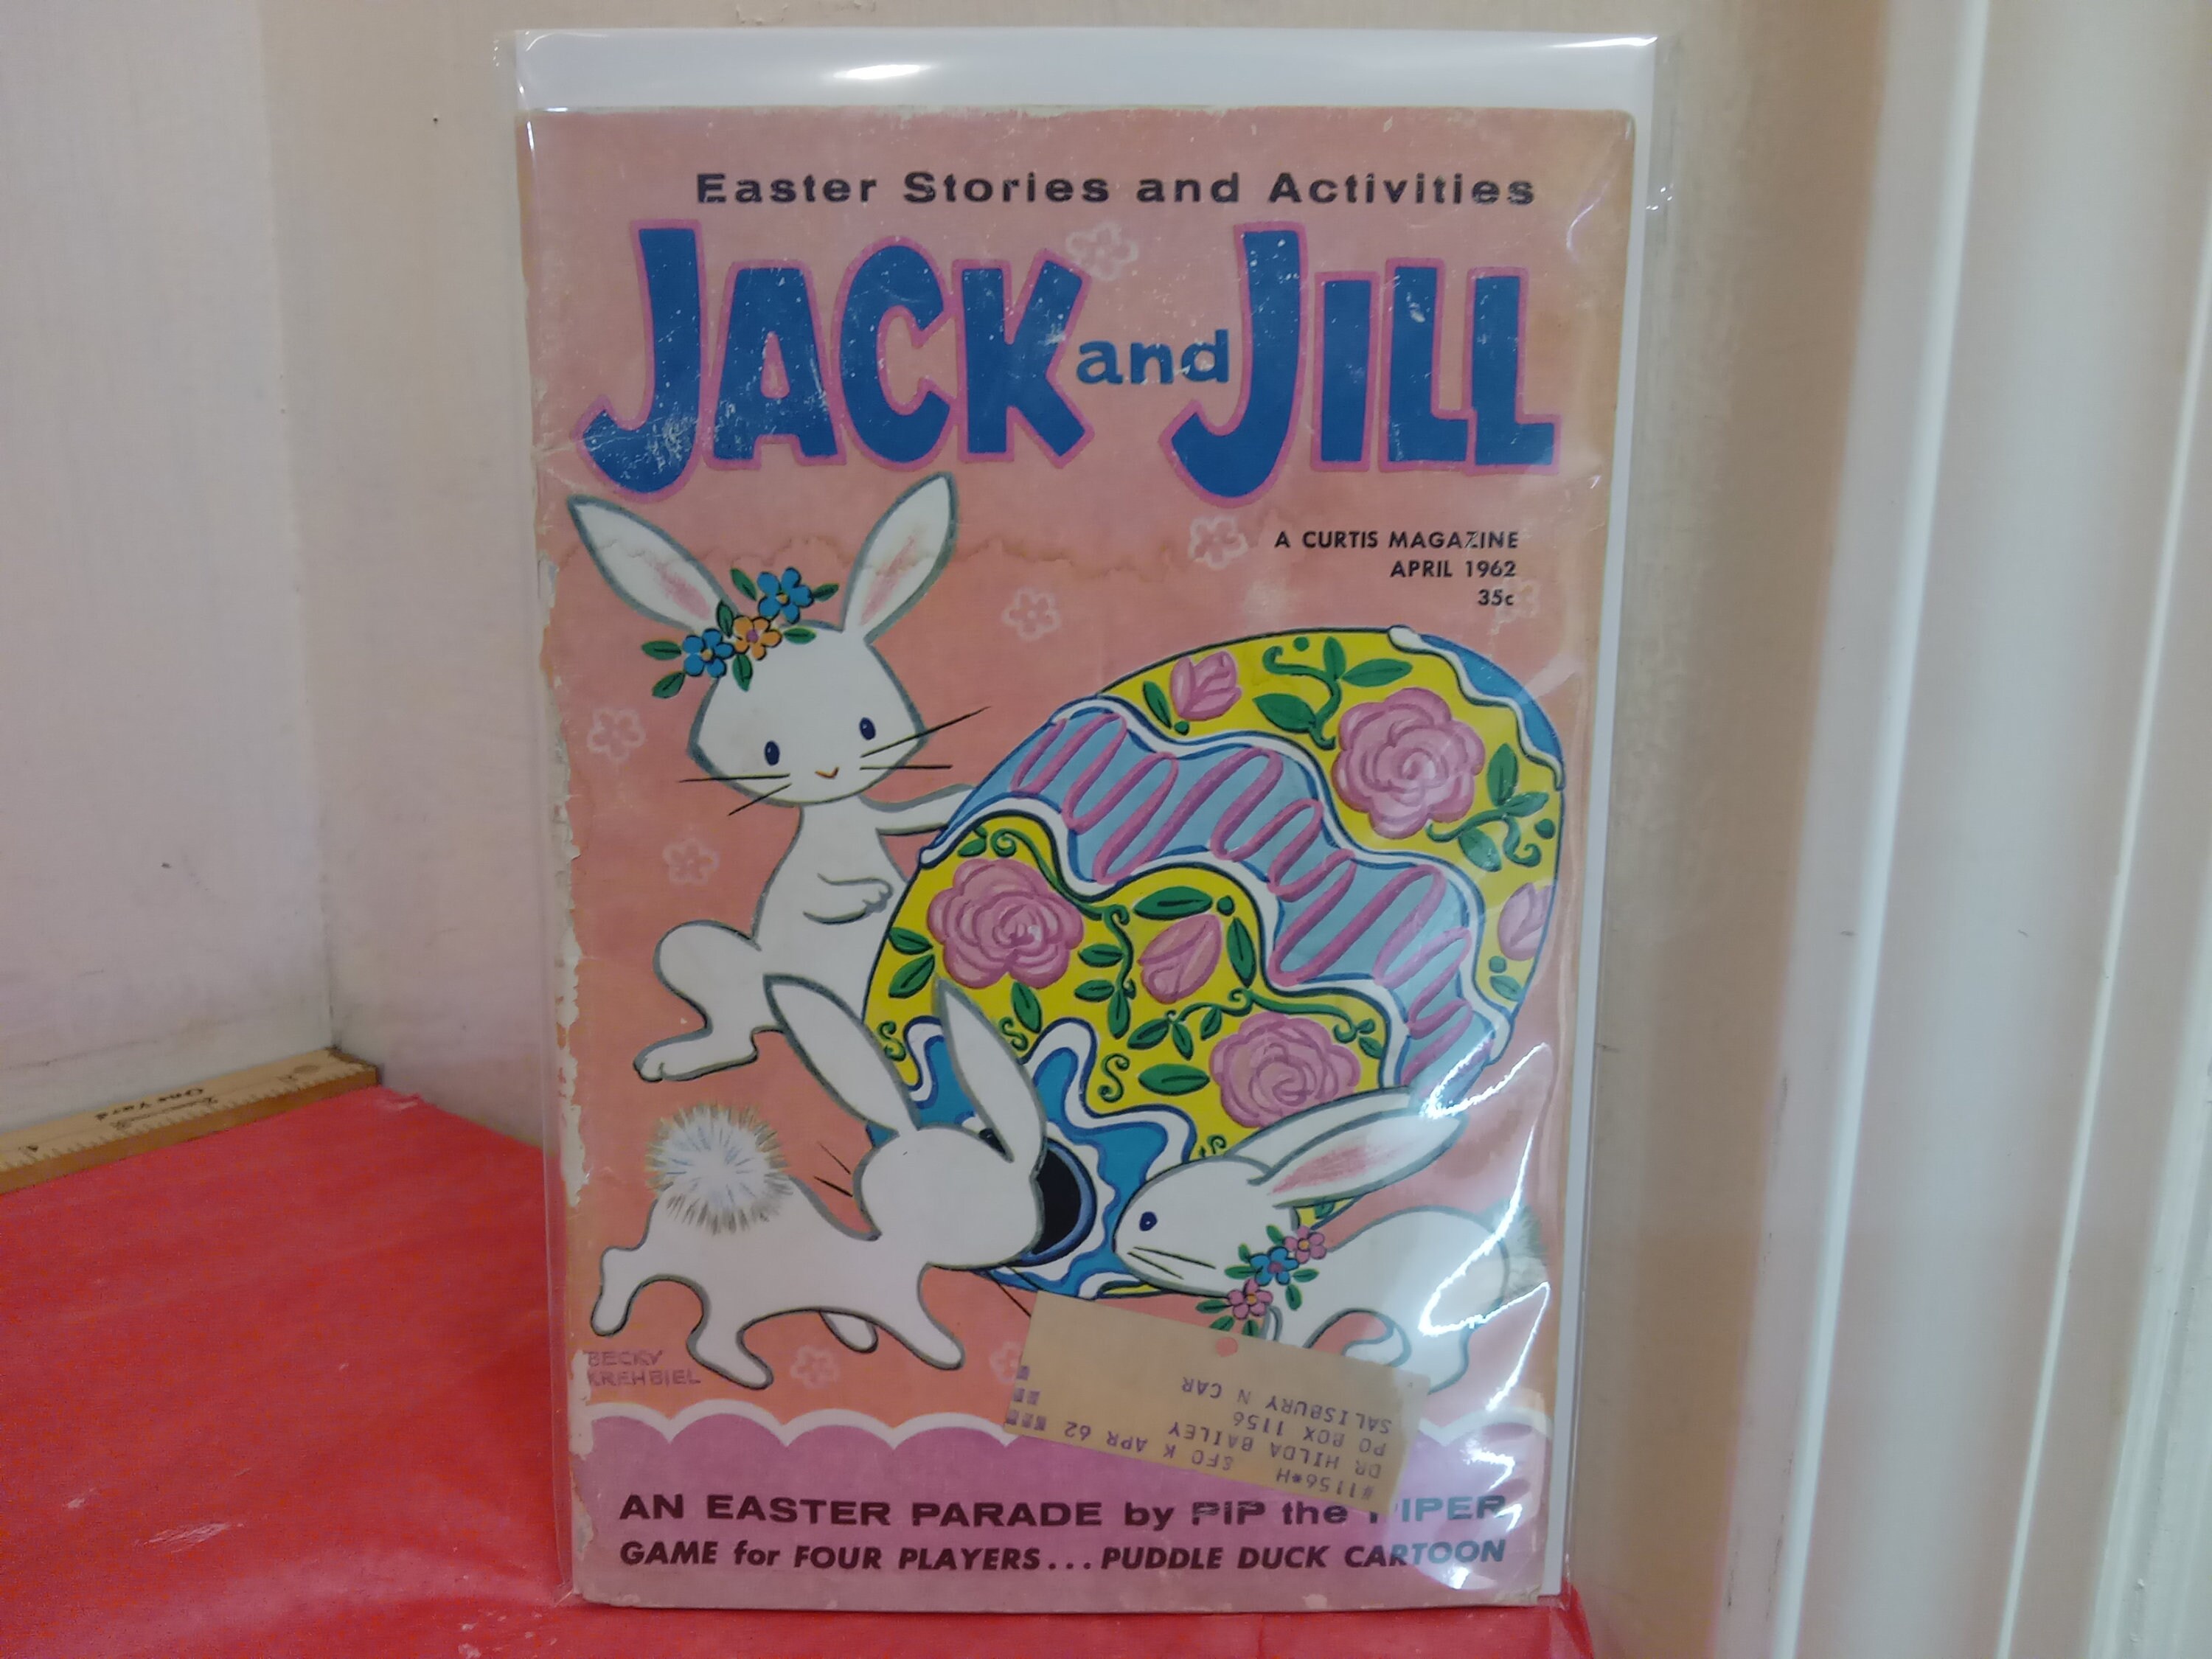 Easter Stories and Activities
JACK and JILL
A CURTIS MAGAZINE
APRIL 1962
35c
BECKY
KREHBIEL
#1156*H SFO K APR 62
DR HILDA BAILEY
PO BOX 1156
SALISBURY N CAR
AN EASTER PARADE by PIP the PIPER
GAME for FOUR PLAYERS... PUDDLE DUCK CARTOON
One Yard